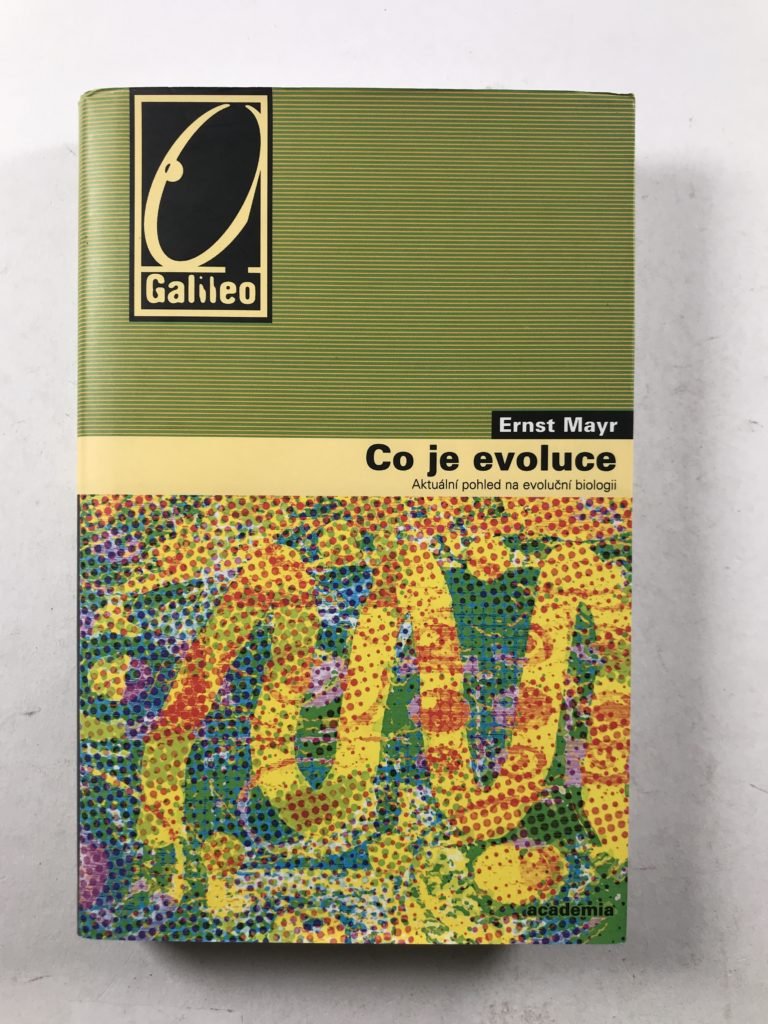 Galileo
Ernst Mayr
Co je evoluce
Aktuální pohled na evoluční biologii
academia